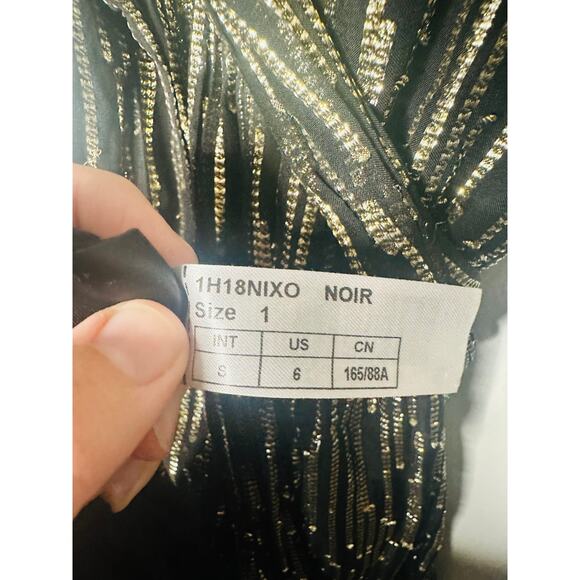 1H18NIXO NOIR
Size 1
INT US CN
S 6 165/88A